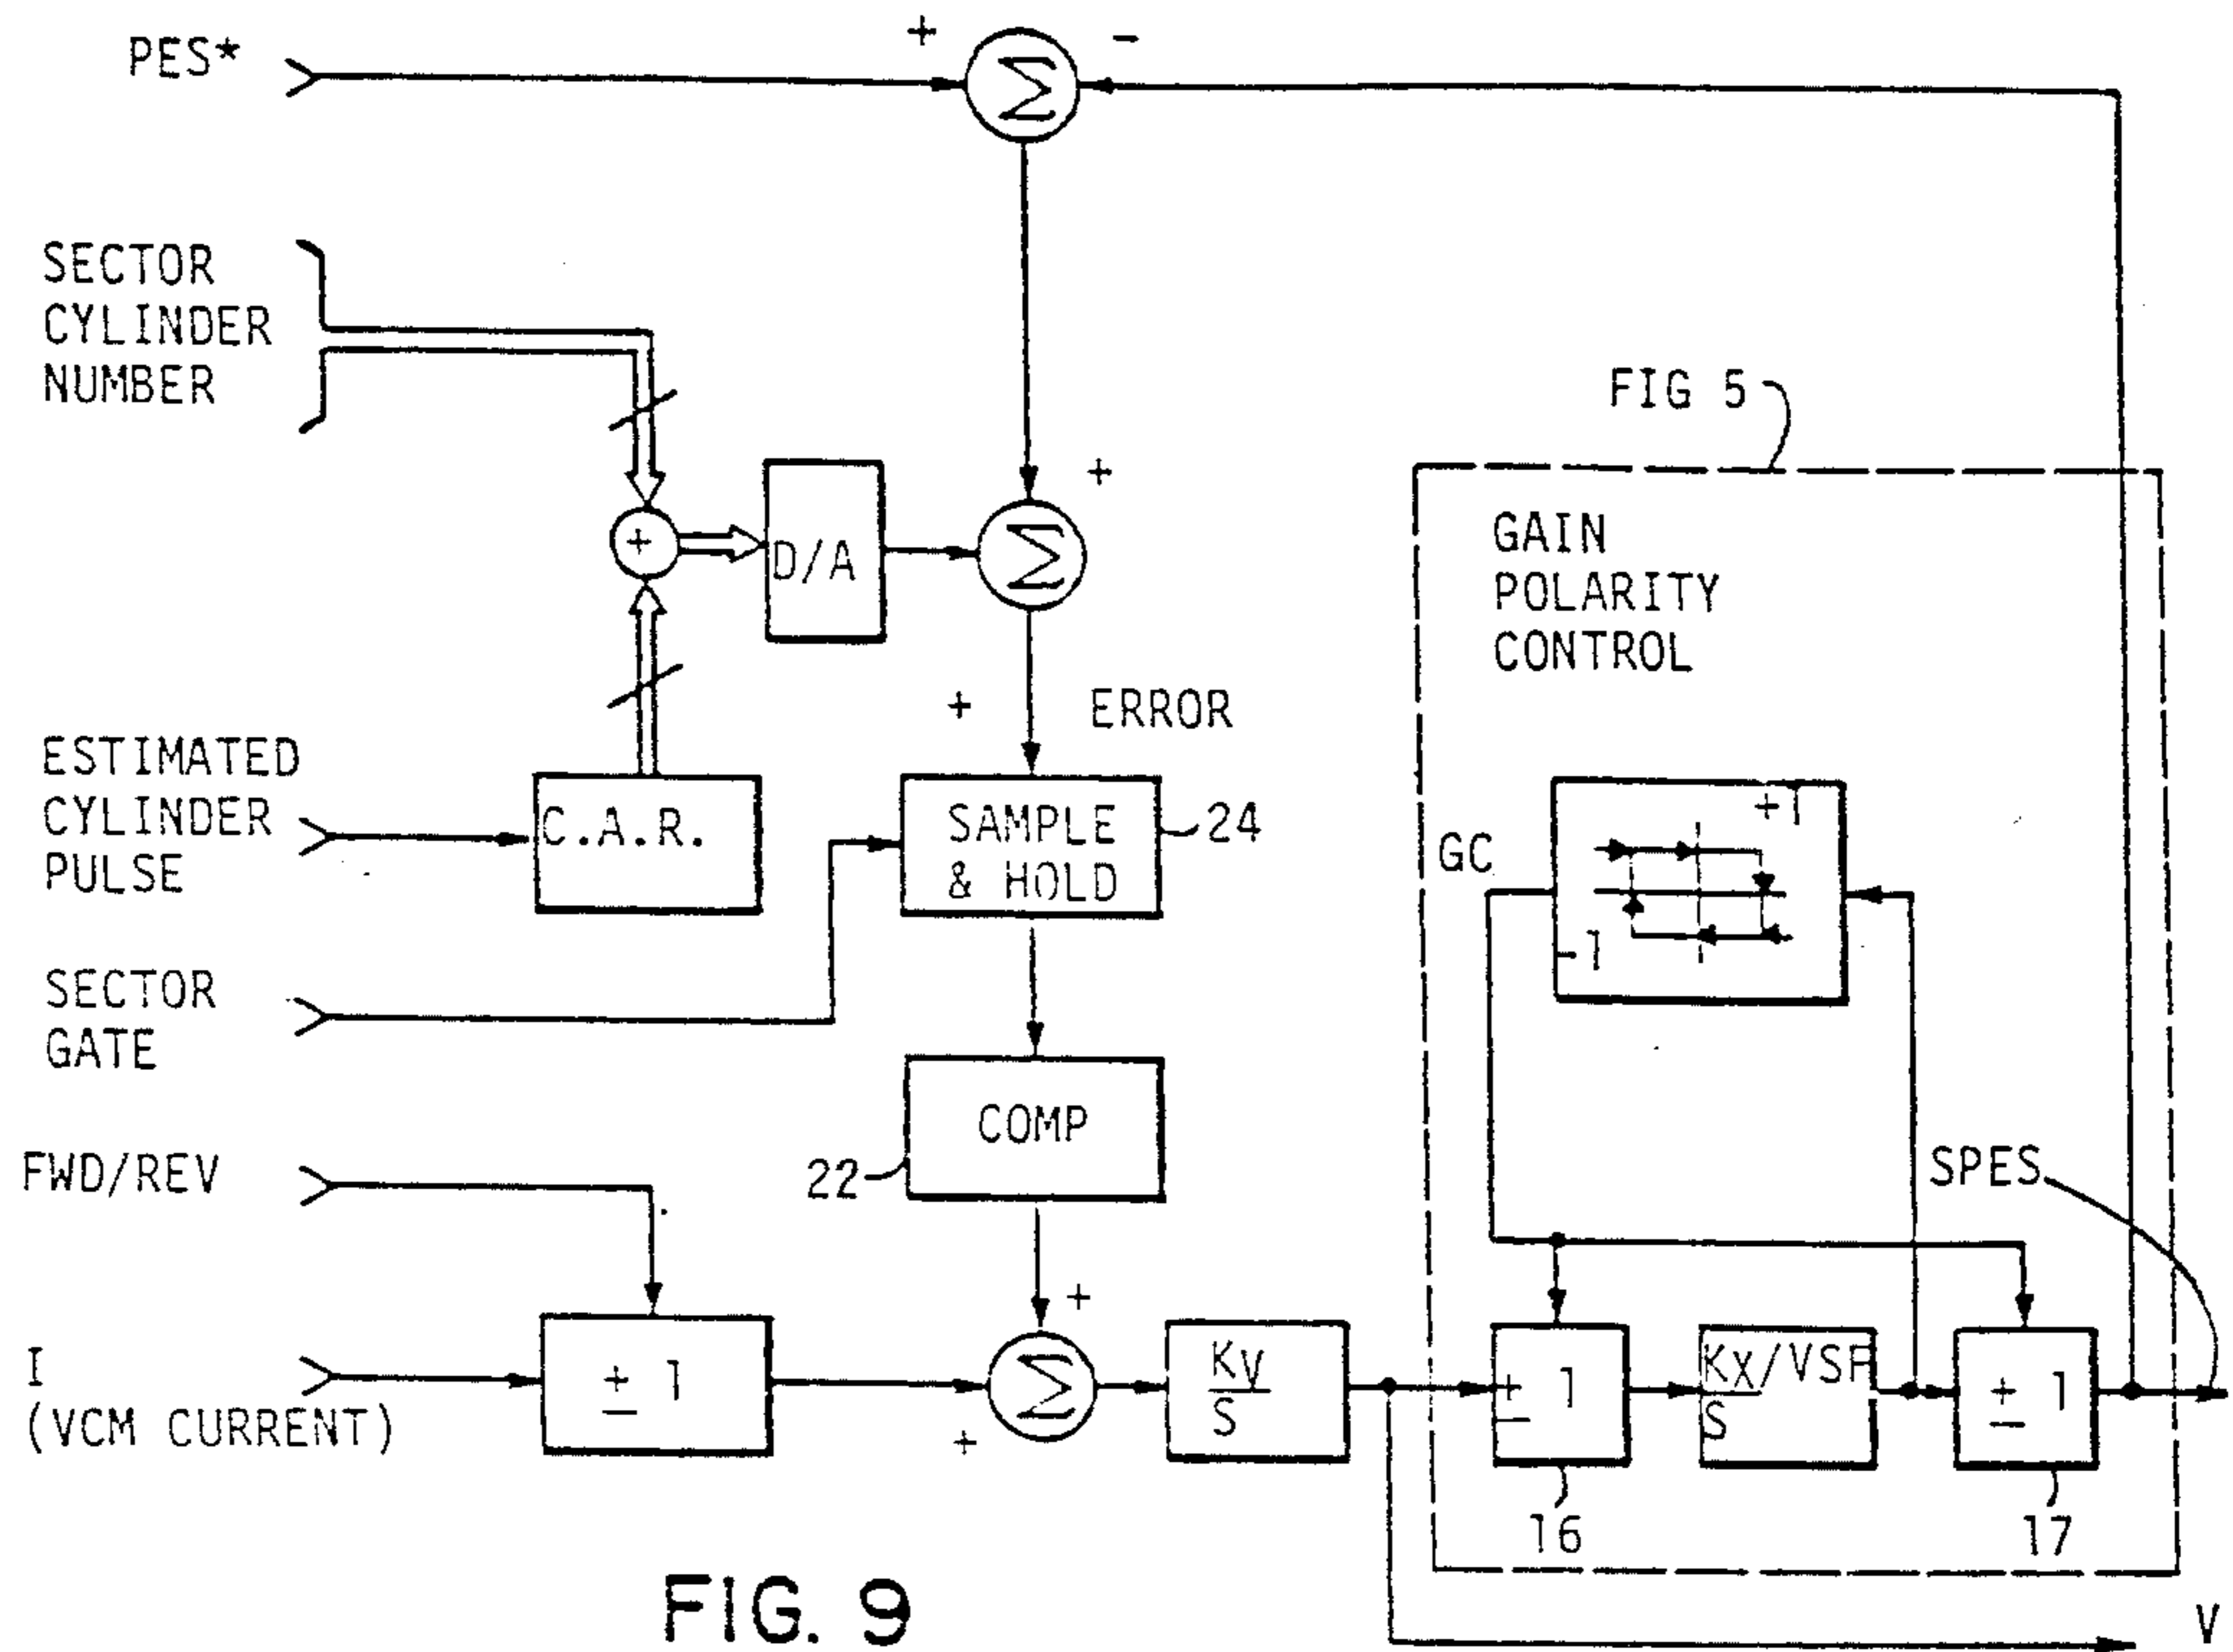 PES*
+
-
Σ
SECTOR
CYLINDER
NUMBER
FIG 5
+
+
D/A
Σ
GAIN
POLARITY
CONTROL
+
ERROR
ESTIMATED
CYLINDER
PULSE
C.A.R.
SAMPLE
& HOLD
24
GC
+1
-1
SECTOR
GATE
COMP
22
FWD/REV
SPES
+
I
(VCM CURRENT)
± 1
Σ
+
KV
S
± 1
KX/VSF
S
± 1
16
17
FIG. 9
V